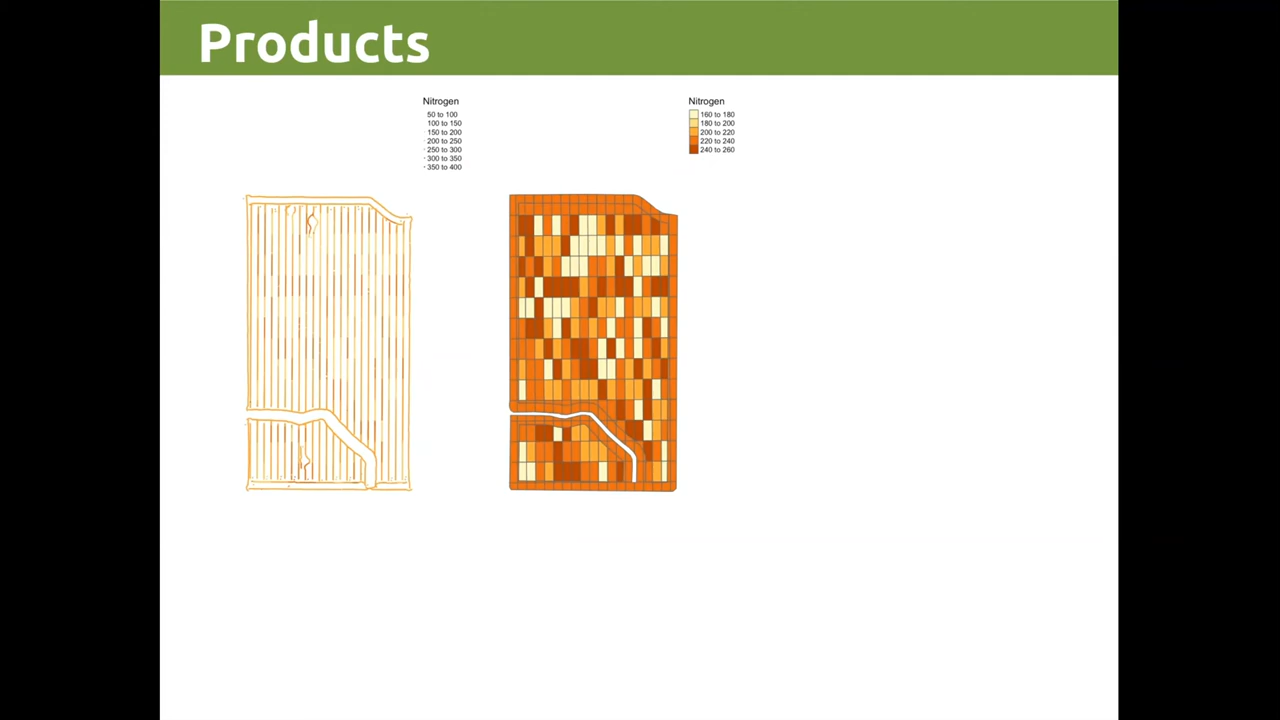 Products
Nitrogen
50 to 100
100 to 150
150 to 200
200 to 250
250 to 300
300 to 350
350 to 400
Nitrogen
160 to 180
180 to 200
200 to 220
220 to 240
240 to 260